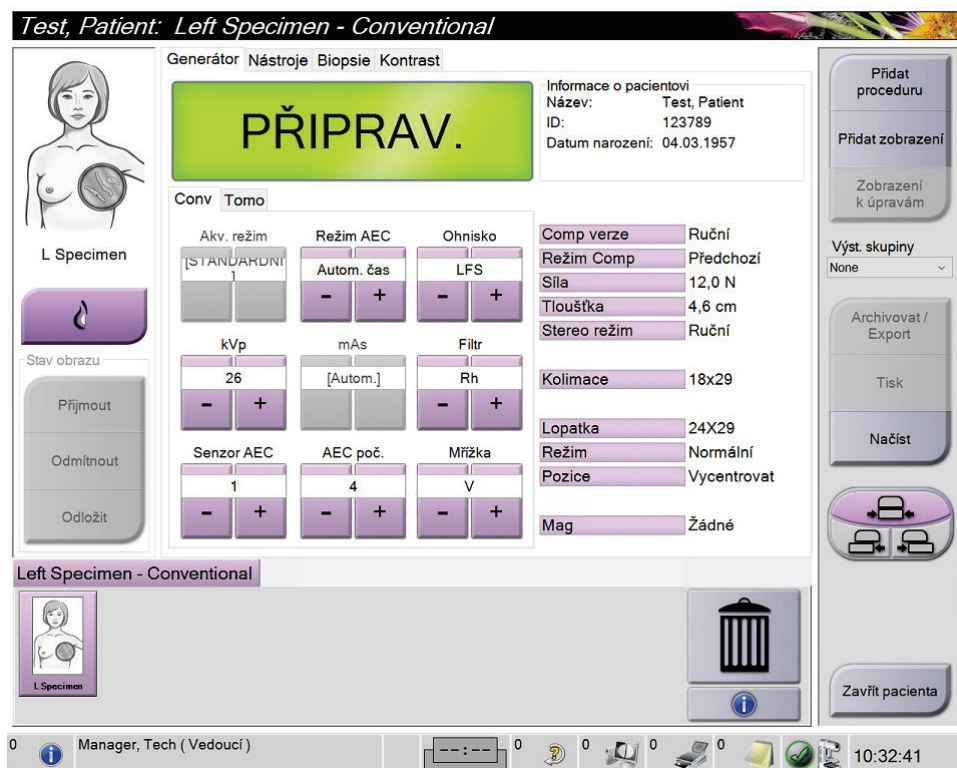 Test, Patient:  Left Specimen - Conventional
Generátor Nástroje Biopsie Kontrast
PŘIPRAV.
Informace o pacientovi
Název: Test, Patient
ID: 123789
Datum narození: 04.03.1957
L Specimen
Stav obrazu
Přijmout
Odmítnout
Odložit
Conv Tomo
Akv. režim Režim AEC Ohnisko
[STANDARDNÍ
] Autom. čas LFS
- + - +
kVp mAs Filtr
26 [Autom.] Rh
- + - +
Senzor AEC AEC poč. Mřížka
1 4 V
- + - + - +
Comp verze Ruční
Režim Comp Předchozí
Síla 12,0 N
Tloušťka 4,6 cm
Stereo režim Ruční
Kolimace 18x29
Lopatka 24X29
Režim Normální
Pozice Vycentrovat
Mag Žádné
Přidat
proceduru
Přidat zobrazení
Zobrazení
k úpravám
Výst. skupiny
None
Archivovat /
Export
Tisk
Načíst
Zavřít pacienta
Left Specimen - Conventional
L Specimen
0 Manager, Tech ( Vedoucí ) --:-- 0 0 0 0 10:32:41